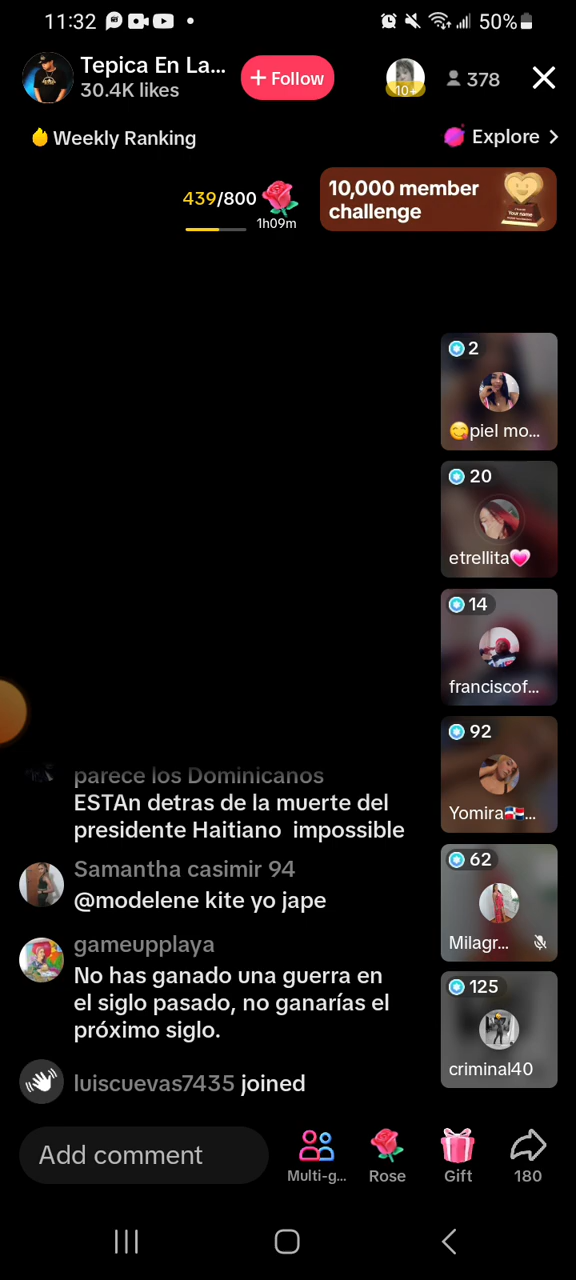 11:32
50%
Tepica En La...
30.4K likes
+ Follow
10+
378
Weekly Ranking
Explore
439/800
1h09m
10,000 member
challenge
Your name
2
piel mo...
20
etrellita
14
franciscof...
92
Yomira🇩🇴...
62
Milagr...
125
criminal40
parece los Dominicanos
ESTAn detras de la muerte del
presidente Haitiano impossible
Samantha casimir 94
@modelene kite yo jape
gameupplaya
No has ganado una guerra en
el siglo pasado, no ganarías el
próximo siglo.
luiscuevas7435 joined
Add comment
Multi-g...
Rose
Gift
180